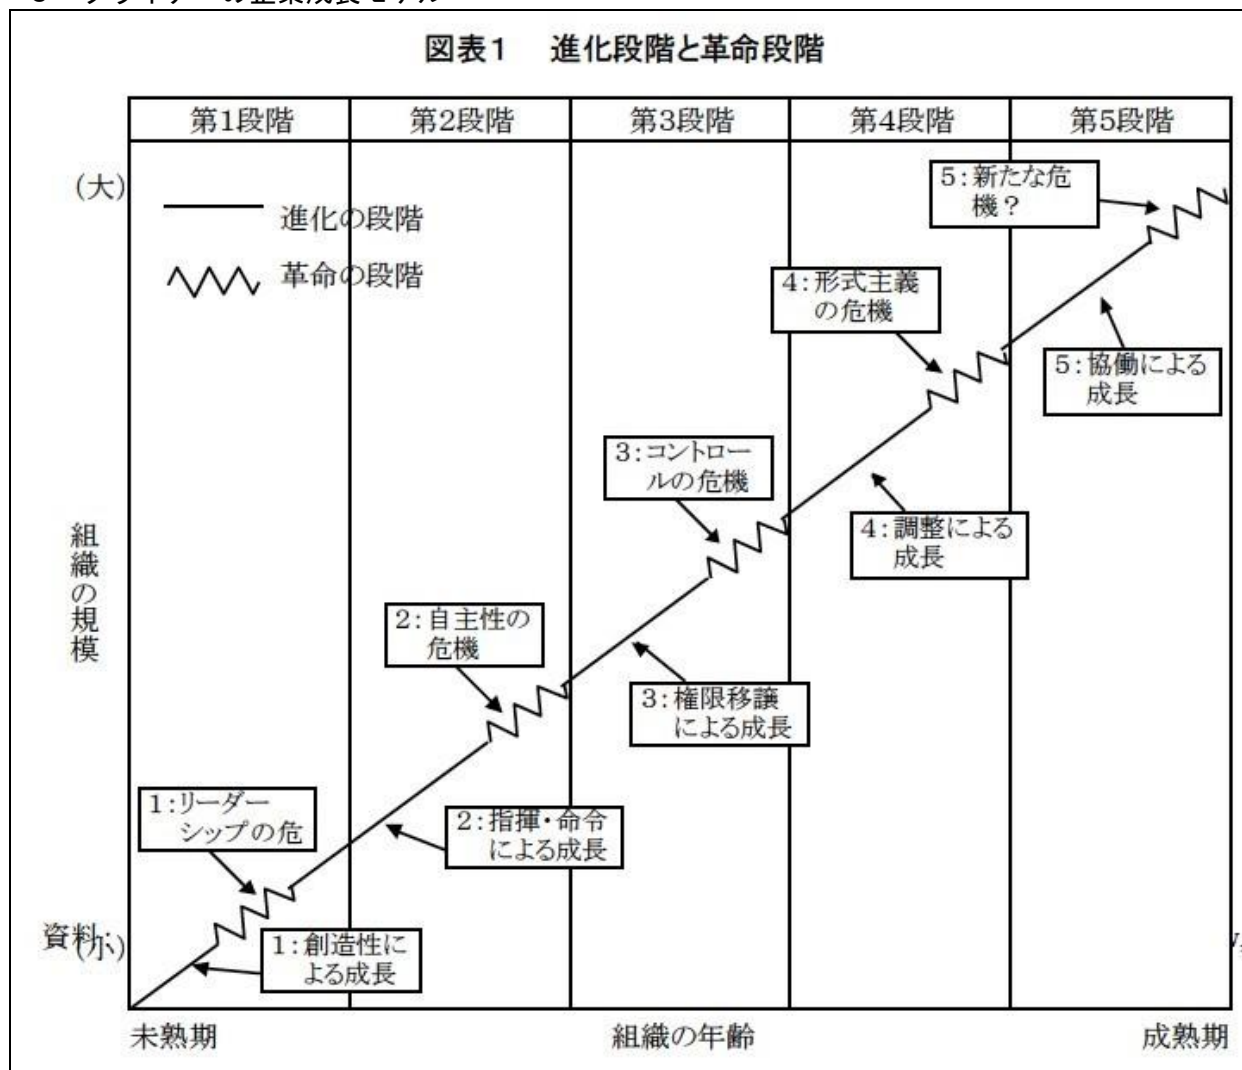 図表1 進化段階と革命段階
第1段階 第2段階 第3段階 第4段階 第5段階
(大)
進化の段階
革命の段階
5:新たな危
機?
4:形式主義
の危機
5:協働による
成長
3:コントロー
ルの危機
4:調整による
成長
組織の規模
2:自主性の
危機
3:権限移譲
による成長
1:リーダー
シップの危
2:指揮・命令
による成長
(小)
1:創造性に
よる成長
未熟期 組織の年齢 成熟期